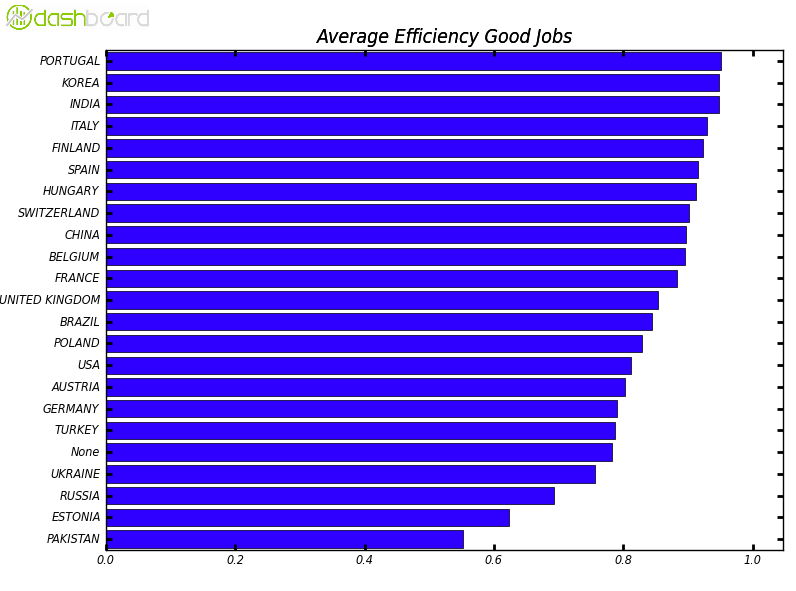 dashboard
Average Efficiency Good Jobs
PORTUGAL
KOREA
INDIA
ITALY
FINLAND
SPAIN
HUNGARY
SWITZERLAND
CHINA
BELGIUM
FRANCE
UNITED KINGDOM
BRAZIL
POLAND
USA
AUSTRIA
GERMANY
TURKEY
None
UKRAINE
RUSSIA
ESTONIA
PAKISTAN
0.0 0.2 0.4 0.6 0.8 1.0